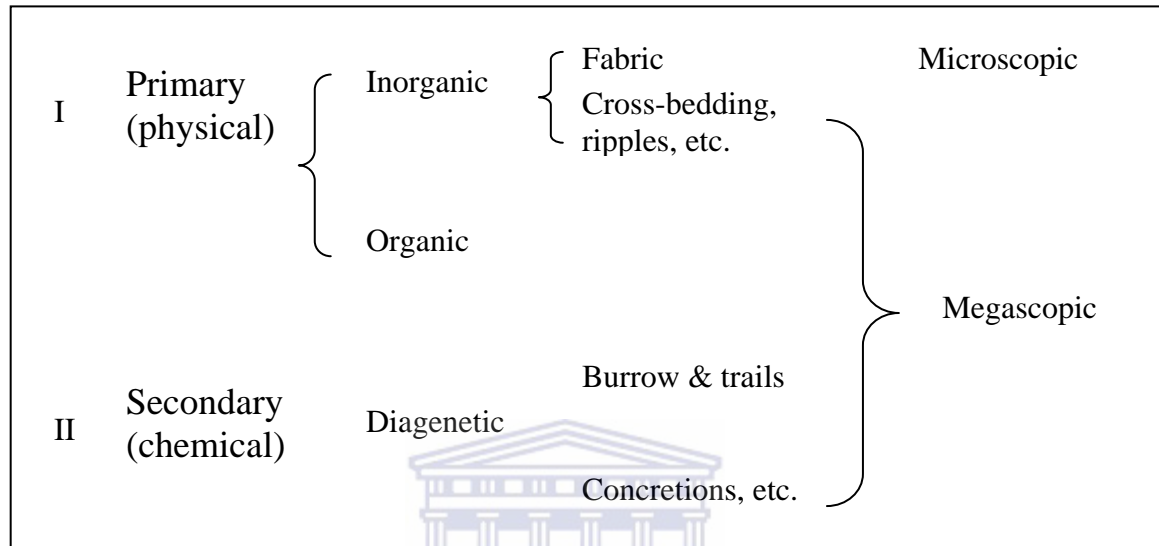 I
Primary
(physical)
Inorganic
Fabric
Cross-bedding,
ripples, etc.
Microscopic
Organic
Megascopic
II
Secondary
(chemical)
Diagenetic
Burrow & trails
Concretions, etc.